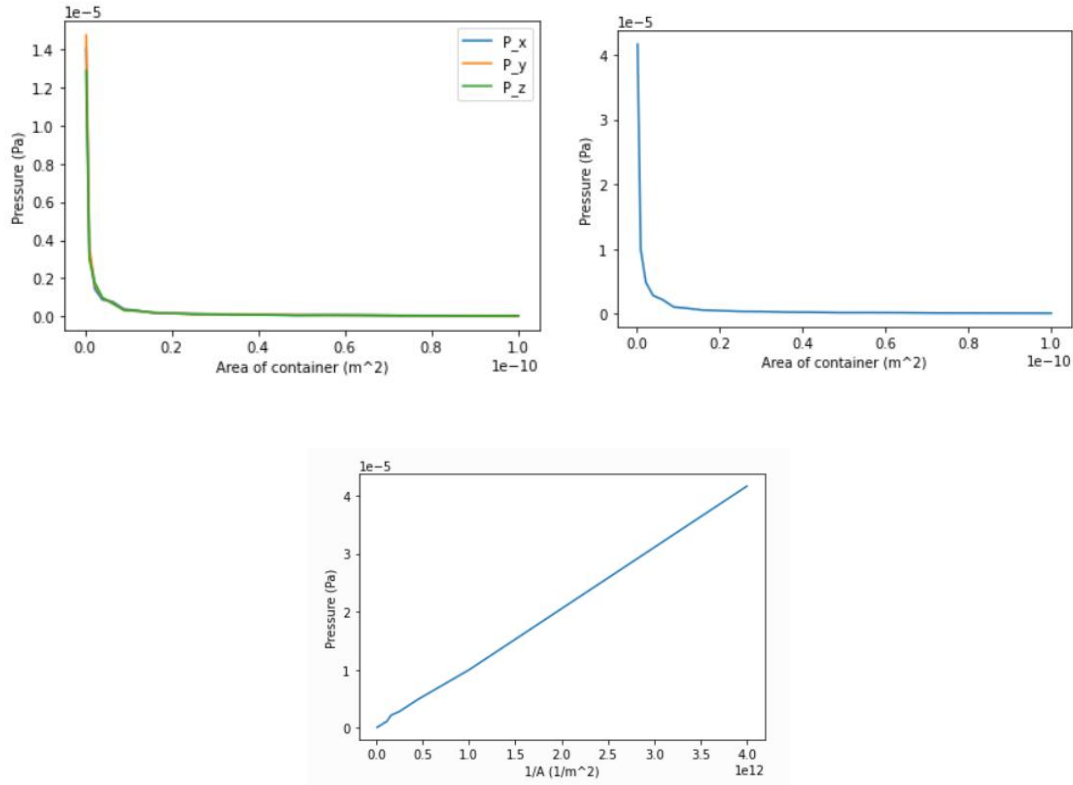 1e−5
P_x
P_y
P_z
1.4
1.2
1.0
0.8
0.6
0.4
0.2
0.0
Pressure (Pa)
0.0 0.2 0.4 0.6 0.8 1.0
1e−10
Area of container (m^2)
1e−5
4
3
2
1
0
Pressure (Pa)
0.0 0.2 0.4 0.6 0.8 1.0
1e−10
Area of container (m^2)
1e−5
4
3
2
1
0
Pressure (Pa)
0.0 0.5 1.0 1.5 2.0 2.5 3.0 3.5 4.0
1e12
1/A (1/m^2)